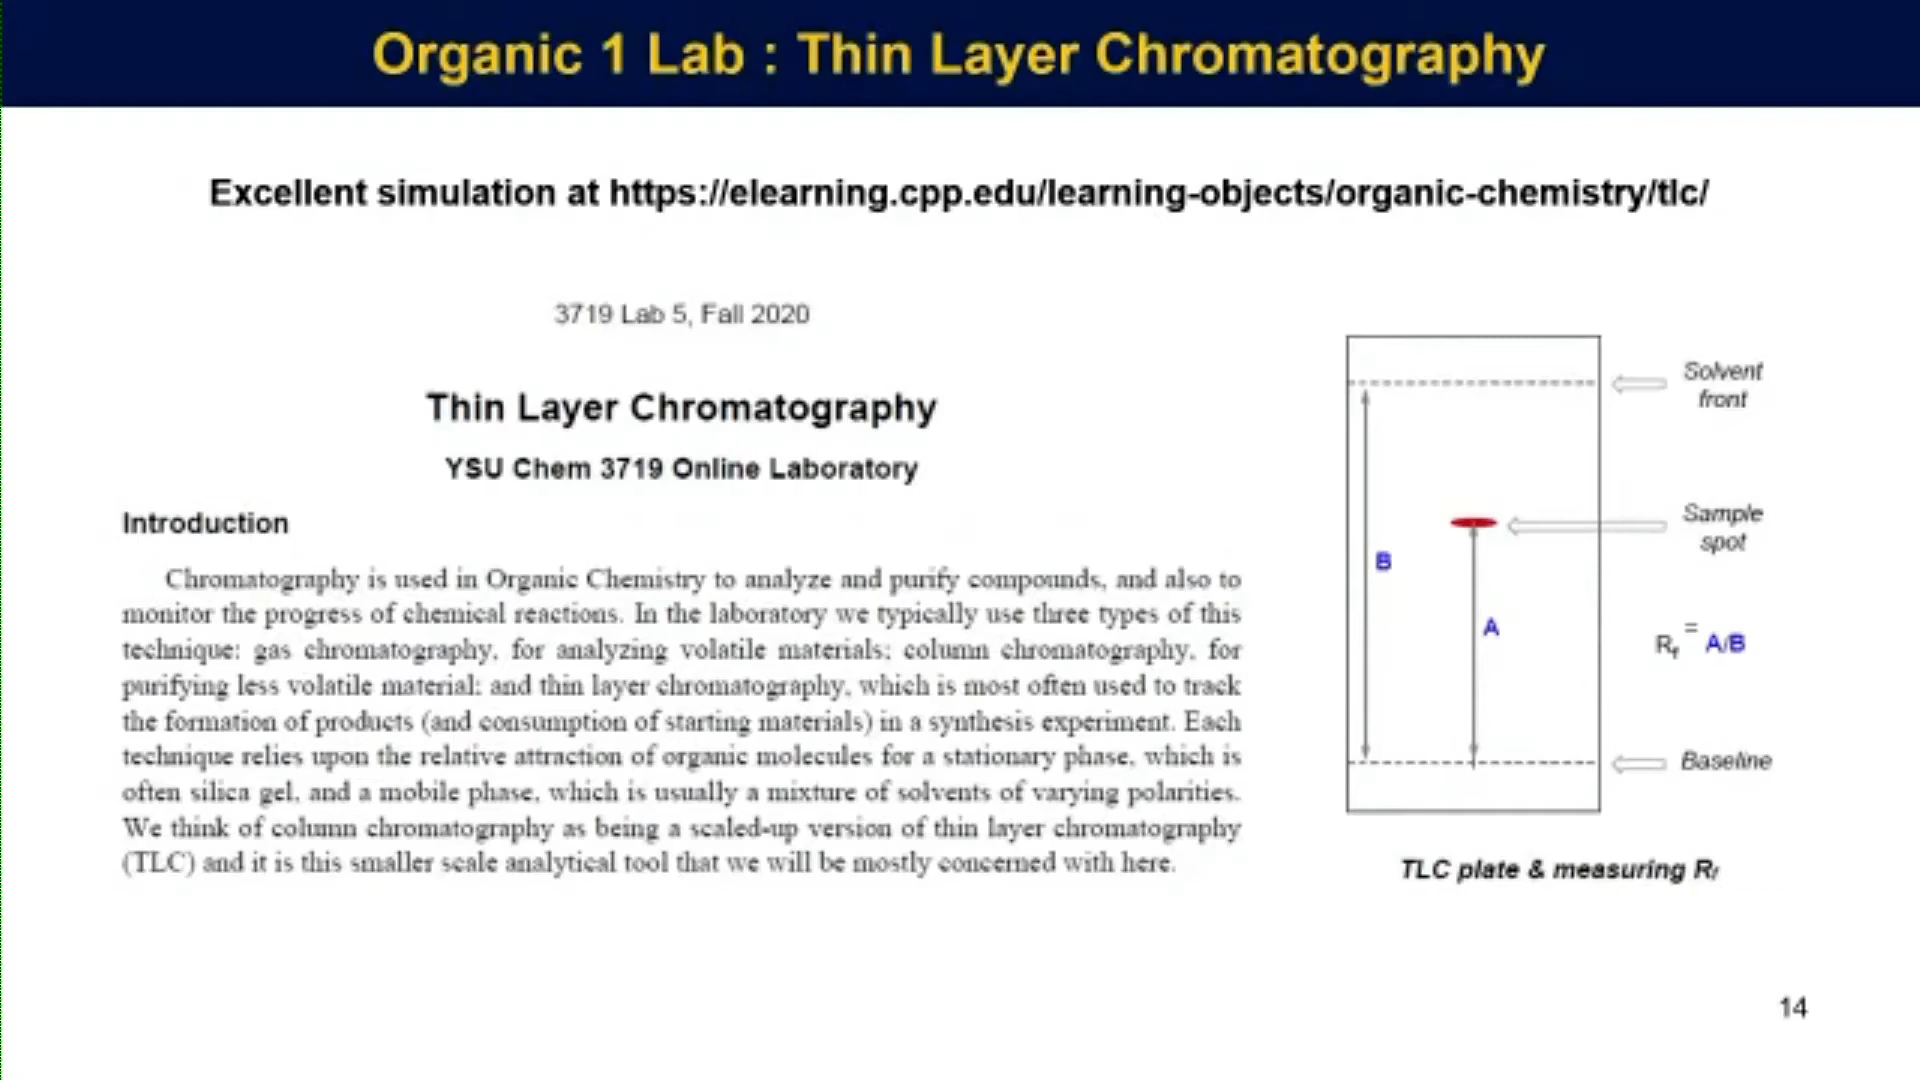 Organic 1 Lab : Thin Layer Chromatography
Excellent simulation at https://elearning.cpp.edu/learning-objects/organic-chemistry/tlc/
3719 Lab 5, Fall 2020
Thin Layer Chromatography
YSU Chem 3719 Online Laboratory
Introduction
Chromatography is used in Organic Chemistry to analyze and purify compounds, and also to
monitor the progress of chemical reactions. In the laboratory we typically use three types of this
technique: gas chromatography, for analyzing volatile materials; column chromatography, for
purifying less volatile material; and thin layer chromatography, which is most often used to track
the formation of products (and consumption of starting materials) in a synthesis experiment. Each
technique relies upon the relative attraction of organic molecules for a stationary phase, which is
often silica gel, and a mobile phase, which is usually a mixture of solvents of varying polarities.
We think of column chromatography as being a scaled-up version of thin layer chromatography
(TLC) and it is this smaller scale analytical tool that we will be mostly concerned with here.
Solvent
front
Sample
spot
B
A
Rf = A/B
Baseline
TLC plate & measuring Rf
14